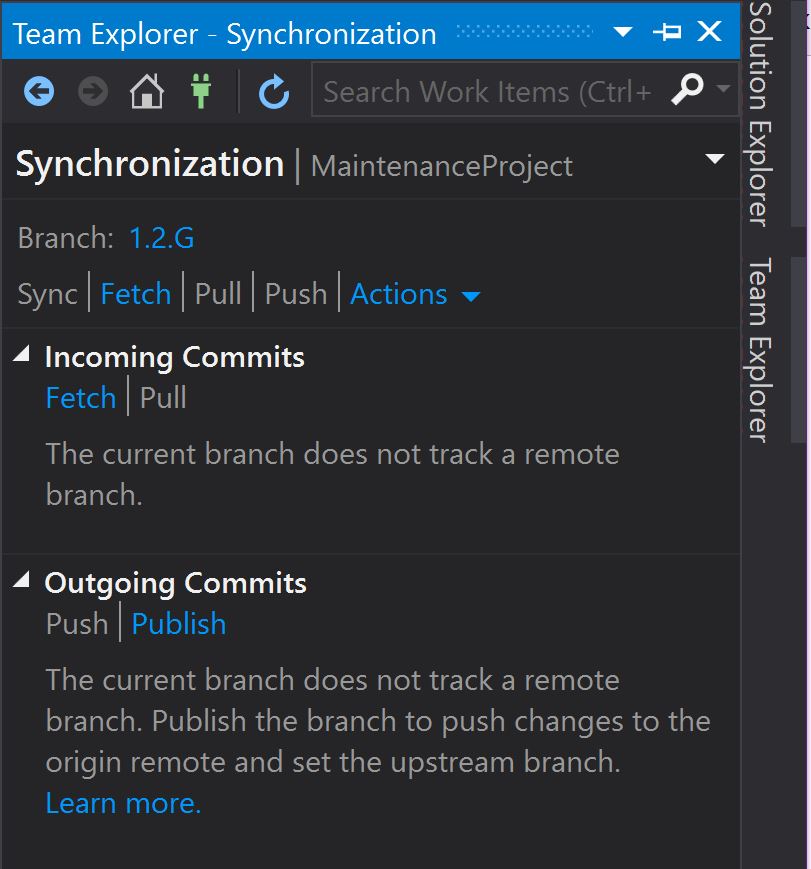 Team Explorer - Synchronization
Search Work Items (Ctrl+
Synchronization | MaintenanceProject
Branch: 1.2.G
Sync | Fetch | Pull | Push | Actions
Incoming Commits
Fetch | Pull
The current branch does not track a remote
branch.
Outgoing Commits
Push | Publish
The current branch does not track a remote
branch. Publish the branch to push changes to the
origin remote and set the upstream branch.
Learn more.
Solution Explorer
Team Explorer